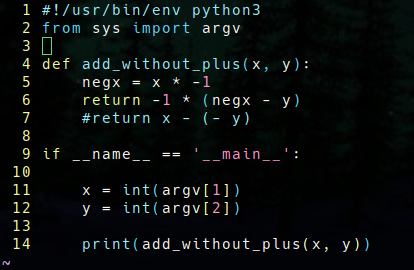 1 #!/usr/bin/env python3
2 from sys import argv
3
4 def add_without_plus(x, y):
5     negx = x * -1
6     return -1 * (negx - y)
7     #return x - (- y)
8
9 if __name__ == '__main__':
10
11     x = int(argv[1])
12     y = int(argv[2])
13
14     print(add_without_plus(x, y))
~